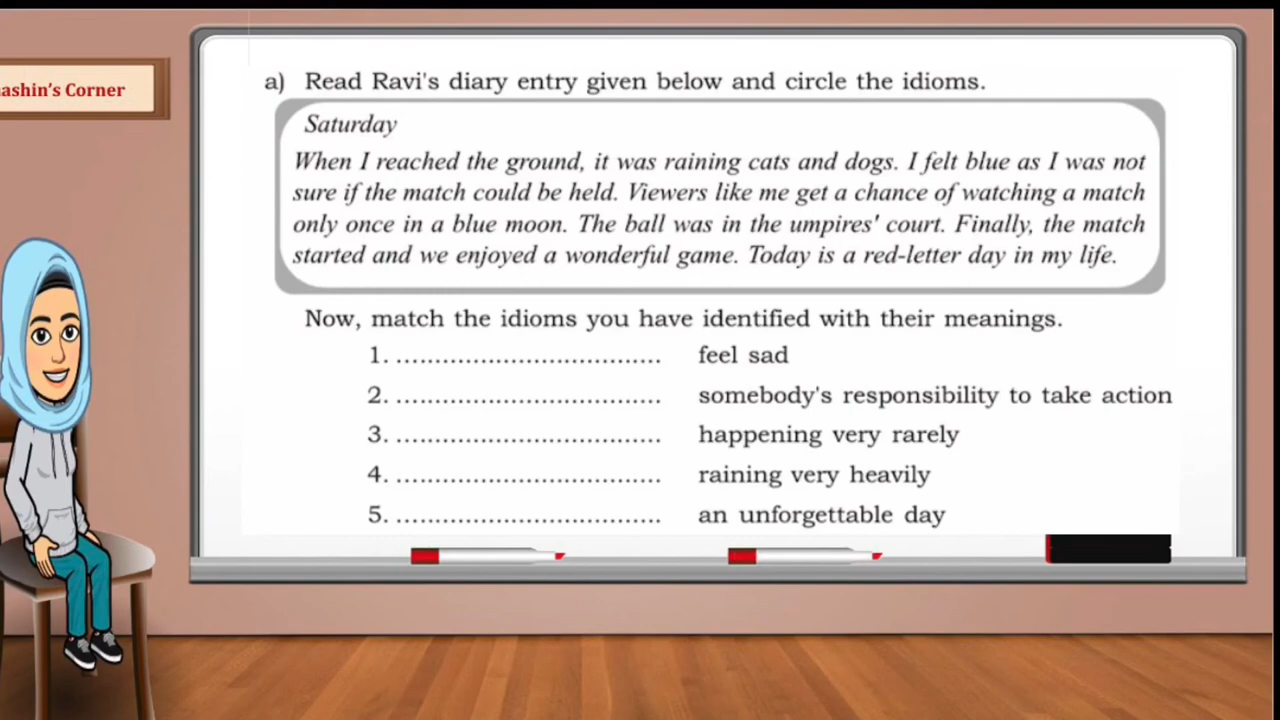 Corner
a) Read Ravi's diary entry given below and circle the idioms.
Saturday
When I reached the ground, it was raining cats and dogs. I felt blue as I was not
sure if the match could be held. Viewers like me get a chance of watching a match
only once in a blue moon. The ball was in the umpires' court. Finally, the match
started and we enjoyed a wonderful game. Today is a red-letter day in my life.
Now, match the idioms you have identified with their meanings.
1. ................................. feel sad
2. ................................. somebody's responsibility to take action
3. ................................. happening very rarely
4. ................................. raining very heavily
5. ................................. an unforgettable day